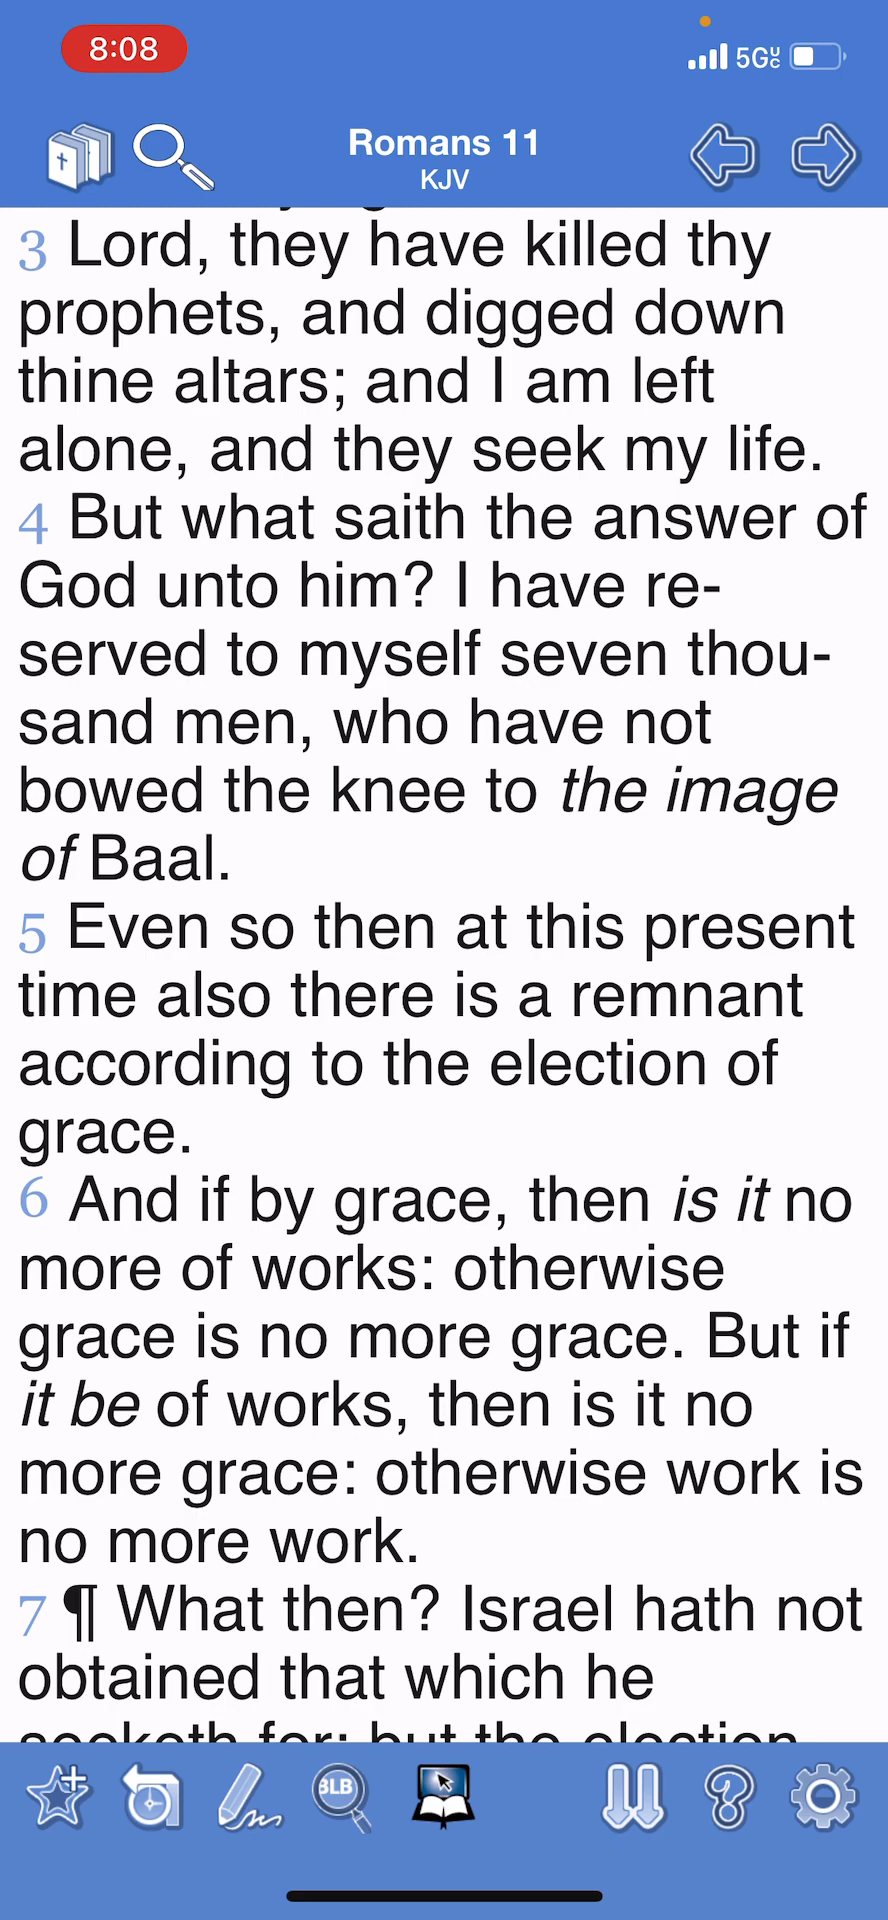 8:08
5GUC
Romans 11
KJV
3 Lord, they have killed thy
prophets, and digged down
thine altars; and I am left
alone, and they seek my life.
4 But what saith the answer of
God unto him? I have re-
served to myself seven thou-
sand men, who have not
bowed the knee to the image
of Baal.
5 Even so then at this present
time also there is a remnant
according to the election of
grace.
6 And if by grace, then is it no
more of works: otherwise
grace is no more grace. But if
it be of works, then is it no
more grace: otherwise work is
no more work.
7 ¶ What then? Israel hath not
obtained that which he
seeketh for; but the election
BLB